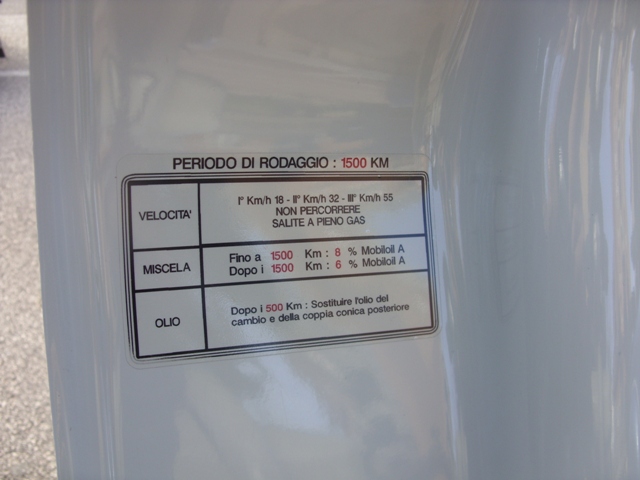 PERIODO DI RODAGGIO : 1500 KM
VELOCITA'
I° Km/h 18 - II° Km/h 32 - III° Km/h 55
NON PERCORRERE
SALITE A PIENO GAS
MISCELA
Fino a 1500 Km : 8 % Mobiloil A
Dopo i 1500 Km : 6 % Mobiloil A
OLIO
Dopo i 500 Km : Sostituire l'olio del
cambio e della coppia conica posteriore